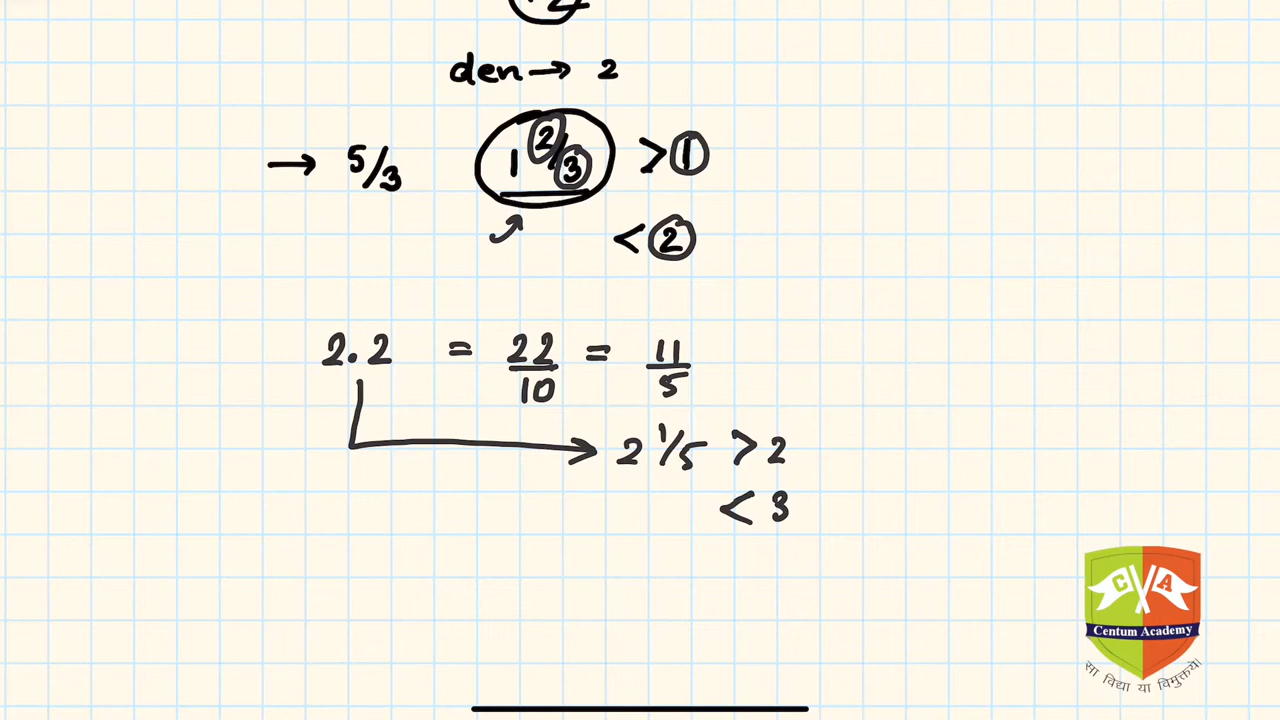 den → 2
→ 5/3 1 2/3 > 1
< 2
2.2 = 22/10 = 11/5
2 1/5 > 2
< 3
C A
Centum Academy
सा विद्या या विमुक्तये।